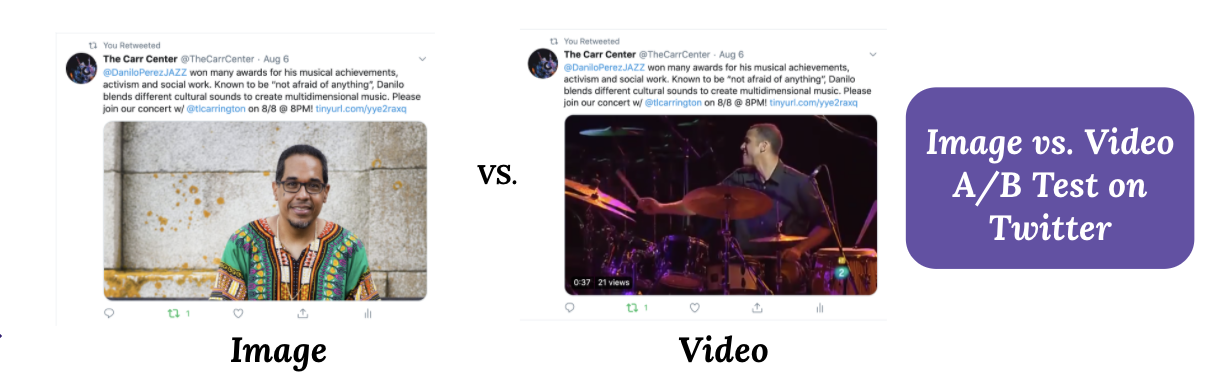 You Retweeted
The Carr Center @TheCarrCenter · Aug 6
@DaniloPerezJAZZ won many awards for his musical achievements,
activism and social work. Known to be “not afraid of anything”, Danilo
blends different cultural sounds to create multidimensional music. Please
join our concert w/ @tlcarrington on 8/8 @ 8PM! tinyurl.com/yye2raxq
1
Image
vs.
You Retweeted
The Carr Center @TheCarrCenter · Aug 6
@DaniloPerezJAZZ won many awards for his musical achievements,
activism and social work. Known to be “not afraid of anything”, Danilo
blends different cultural sounds to create multidimensional music. Please
join our concert w/ @tlcarrington on 8/8 @ 8PM! tinyurl.com/yye2raxq
2
0:37 21 views
1
Video
Image vs. Video
A/B Test on
Twitter